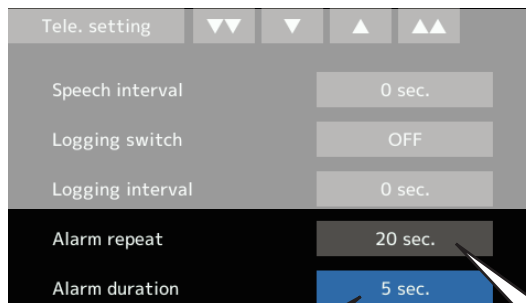 Tele. setting
Speech interval 0 sec.
Logging switch OFF
Logging interval 0 sec.
Alarm repeat 20 sec.
Alarm duration 5 sec.